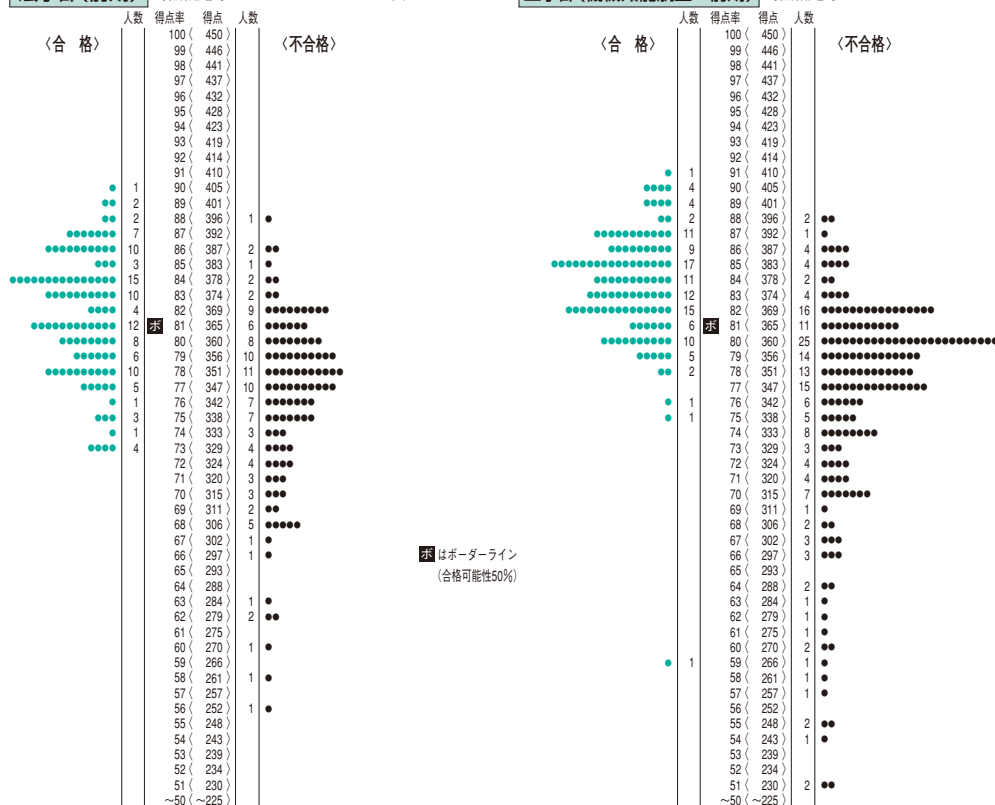 人数 得点率 得点 人数
〈合 格〉 〈不合格〉
100〈 450〉
99〈 446〉
98〈 441〉
97〈 437〉
96〈 432〉
95〈 428〉
94〈 423〉
93〈 419〉
92〈 414〉
91〈 410〉
1 90〈 405〉
2 89〈 401〉
2 88〈 396〉 1
7 87〈 392〉
10 86〈 387〉 2
3 85〈 383〉 1
15 84〈 378〉 2
10 83〈 374〉 2
4 82〈 369〉 9
12 ボ 81〈 365〉 6
8 80〈 360〉 8
6 79〈 356〉 10
10 78〈 351〉 11
5 77〈 347〉 10
1 76〈 342〉 7
3 75〈 338〉 7
1 74〈 333〉 3
4 73〈 329〉 4
72〈 324〉 4
71〈 320〉 3
70〈 315〉 3
69〈 311〉 2
68〈 306〉 5
67〈 302〉 1
66〈 297〉 1
65〈 293〉
64〈 288〉
63〈 284〉 1
62〈 279〉 2
61〈 275〉
60〈 270〉 1
59〈 266〉
58〈 261〉 1
57〈 257〉
56〈 252〉 1
55〈 248〉
54〈 243〉
53〈 239〉
52〈 234〉
51〈 230〉
~50〈~225〉
ボ はボーダーライン
(合格可能性50%)
人数 得点率 得点 人数
〈合 格〉 〈不合格〉
100〈 450〉
99〈 446〉
98〈 441〉
97〈 437〉
96〈 432〉
95〈 428〉
94〈 423〉
93〈 419〉
92〈 414〉
1 91〈 410〉
4 90〈 405〉
4 89〈 401〉
2 88〈 396〉 2
11 87〈 392〉 1
9 86〈 387〉 4
17 85〈 383〉 4
11 84〈 378〉 2
12 83〈 374〉 4
15 82〈 369〉 16
6 ボ 81〈 365〉 11
10 80〈 360〉 25
5 79〈 356〉 14
2 78〈 351〉 13
77〈 347〉 15
1 76〈 342〉 6
1 75〈 338〉 5
74〈 333〉 8
73〈 329〉 3
72〈 324〉 4
71〈 320〉 4
70〈 315〉 7
69〈 311〉 1
68〈 306〉 2
67〈 302〉 3
66〈 297〉 3
65〈 293〉
64〈 288〉 2
63〈 284〉 1
62〈 279〉 1
61〈 275〉 1
60〈 270〉 2
1 59〈 266〉 1
58〈 261〉 1
57〈 257〉 1
56〈 252〉
55〈 248〉 2
54〈 243〉 1
53〈 239〉
52〈 234〉
51〈 230〉 2
~50〈~225〉